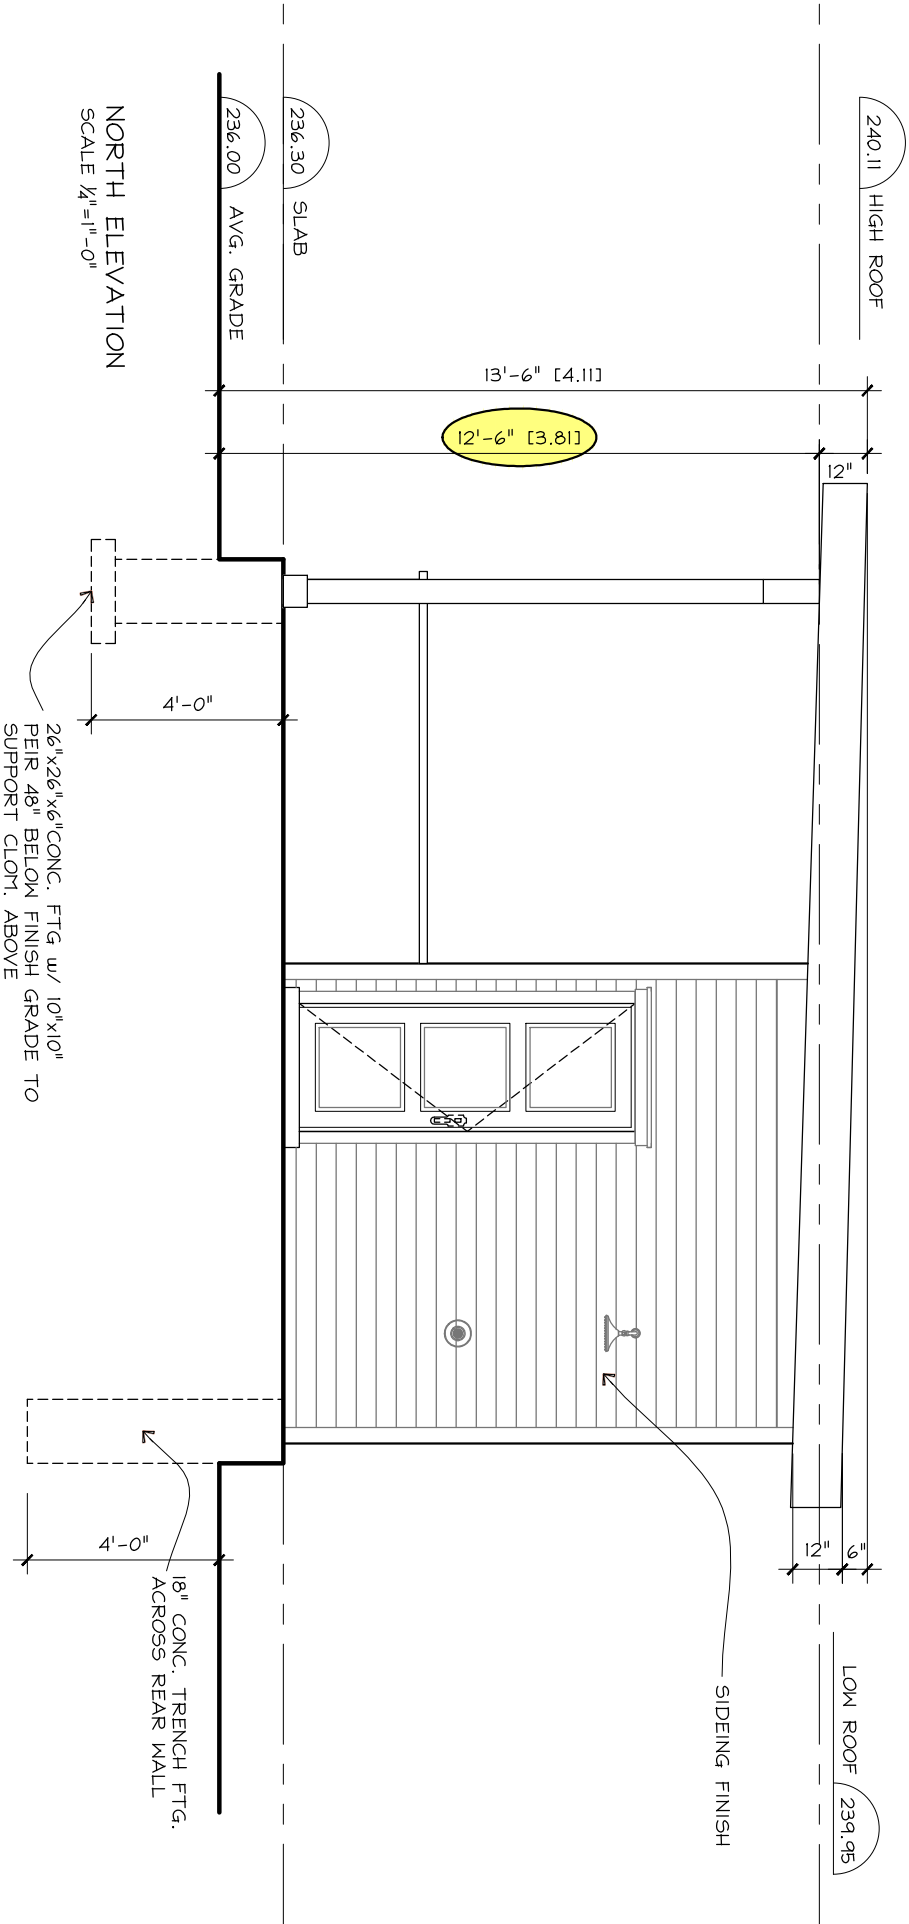 240.11 HIGH ROOF
236.30 SLAB
236.00 AVG. GRADE
NORTH ELEVATION
SCALE ¼"=1'-0"
13'-6" [4.11]
12'-6" [3.81]
12"
4'-0"
26"x26"x6"CONC. FTG w/ 10"x10"
PEIR 48" BELOW FINISH GRADE TO
SUPPORT CLOM. ABOVE
12"
6"
4'-0"
18" CONC. TRENCH FTG.
ACROSS REAR WALL
SIDEING FINISH
LOW ROOF 239.95